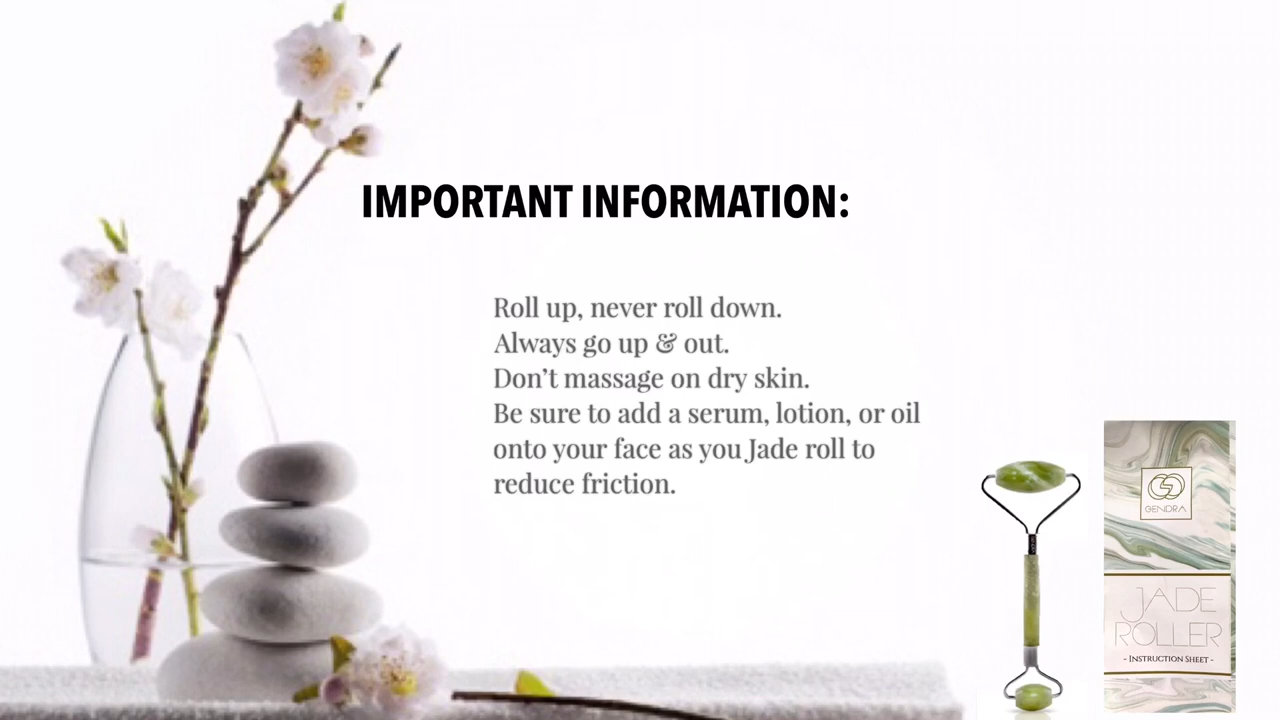 IMPORTANT INFORMATION:
Roll up, never roll down.
Always go up & out.
Don't massage on dry skin.
Be sure to add a serum, lotion, or oil
onto your face as you Jade roll to
reduce friction.
GENDRA
JADE
ROLLER
- INSTRUCTION SHEET -